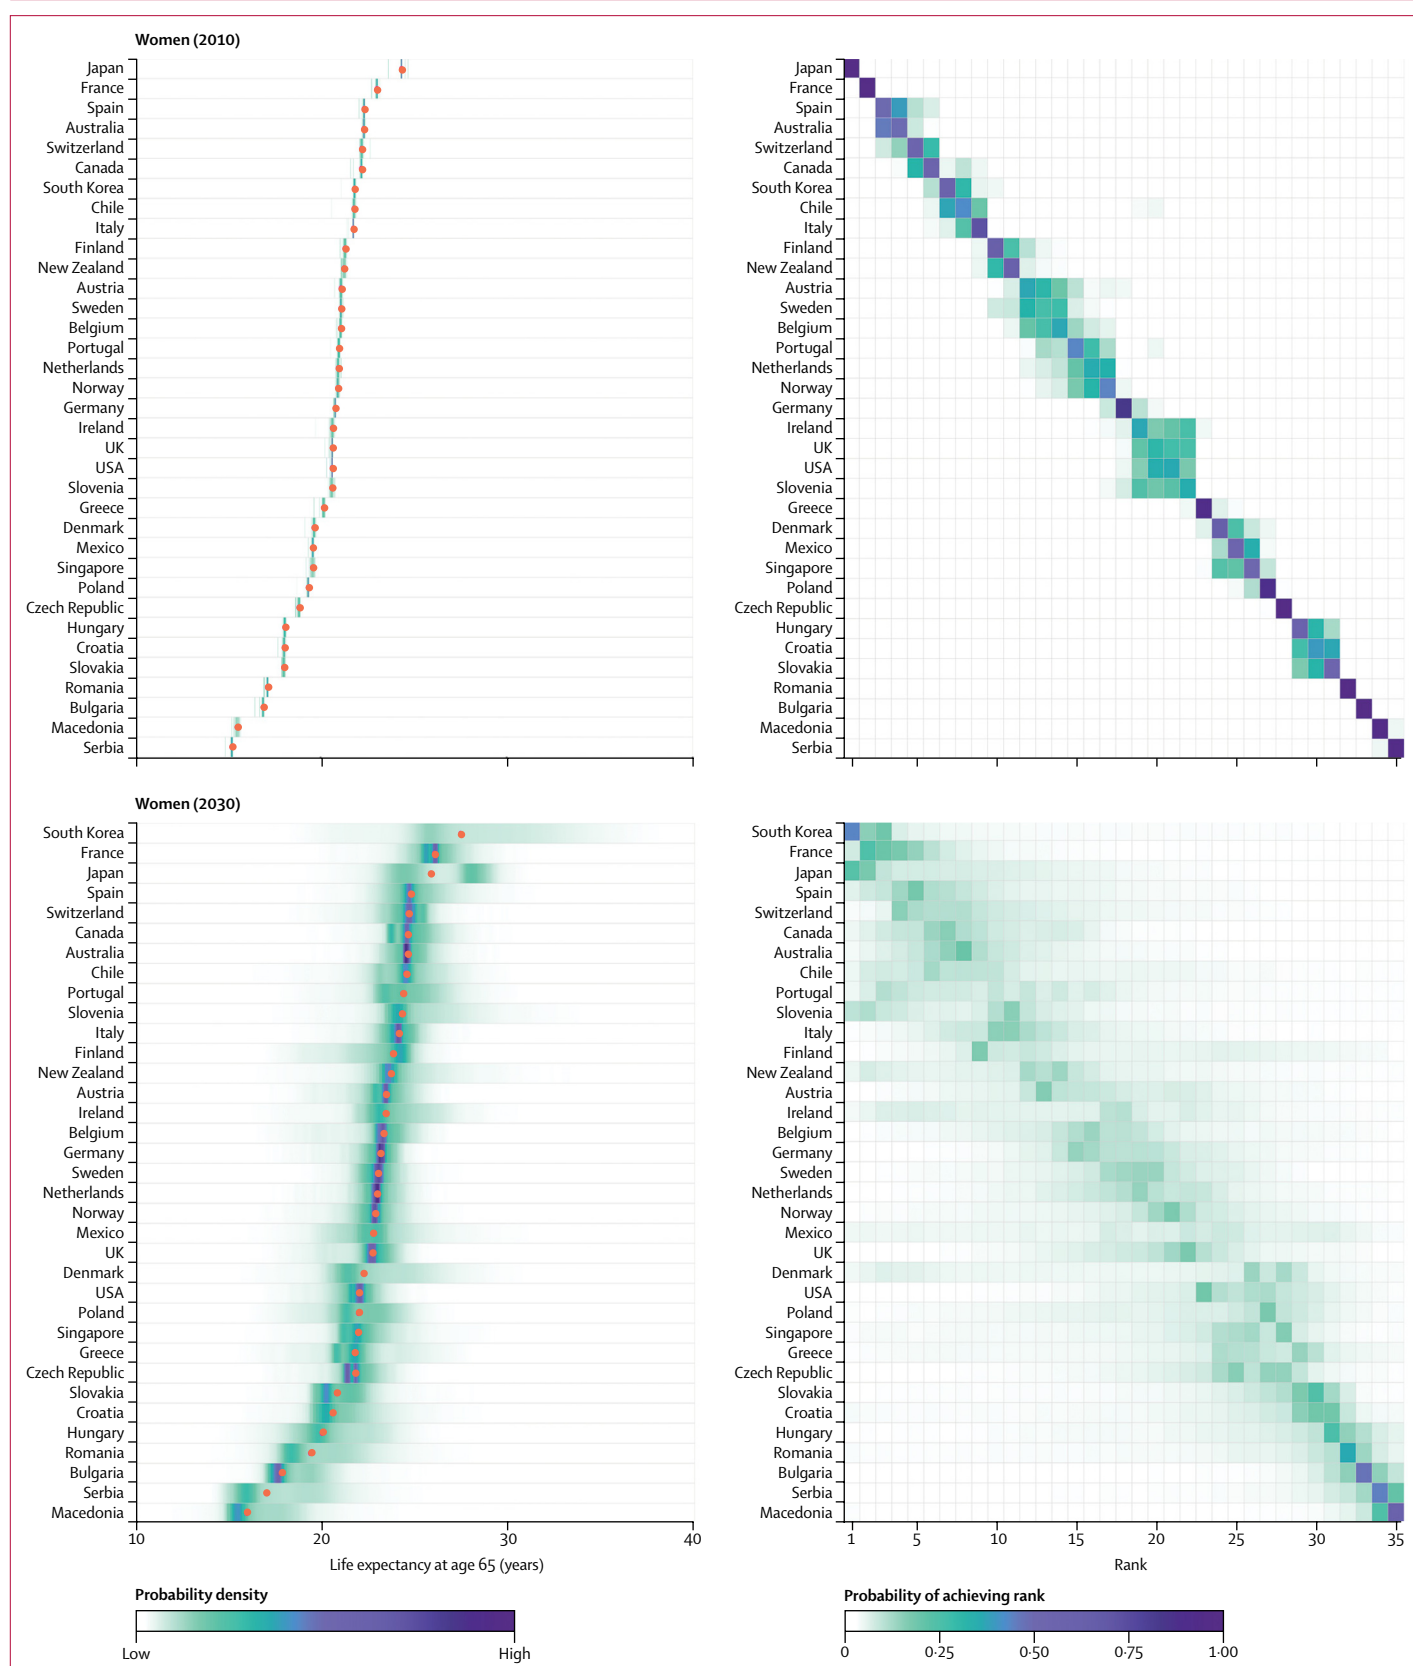 Women (2010)
Japan
France
Spain
Australia
Switzerland
Canada
South Korea
Chile
Italy
Finland
New Zealand
Austria
Sweden
Belgium
Portugal
Netherlands
Norway
Germany
Ireland
UK
USA
Slovenia
Greece
Denmark
Mexico
Singapore
Poland
Czech Republic
Hungary
Croatia
Slovakia
Romania
Bulgaria
Macedonia
Serbia
Japan
France
Spain
Australia
Switzerland
Canada
South Korea
Chile
Italy
Finland
New Zealand
Austria
Sweden
Belgium
Portugal
Netherlands
Norway
Germany
Ireland
UK
USA
Slovenia
Greece
Denmark
Mexico
Singapore
Poland
Czech Republic
Hungary
Croatia
Slovakia
Romania
Bulgaria
Macedonia
Serbia
Women (2030)
South Korea
France
Japan
Spain
Switzerland
Canada
Australia
Chile
Portugal
Slovenia
Italy
Finland
New Zealand
Austria
Ireland
Belgium
Germany
Sweden
Netherlands
Norway
Mexico
UK
Denmark
USA
Poland
Singapore
Greece
Czech Republic
Slovakia
Croatia
Hungary
Romania
Bulgaria
Serbia
Macedonia
10 20 30 40
Life expectancy at age 65 (years)
South Korea
France
Japan
Spain
Switzerland
Canada
Australia
Chile
Portugal
Slovenia
Italy
Finland
New Zealand
Austria
Ireland
Belgium
Germany
Sweden
Netherlands
Norway
Mexico
UK
Denmark
USA
Poland
Singapore
Greece
Czech Republic
Slovakia
Croatia
Hungary
Romania
Bulgaria
Serbia
Macedonia
1 5 10 15 20 25 30 35
Rank
Probability density
Low High
Probability of achieving rank
0 0·25 0·50 0·75 1·00